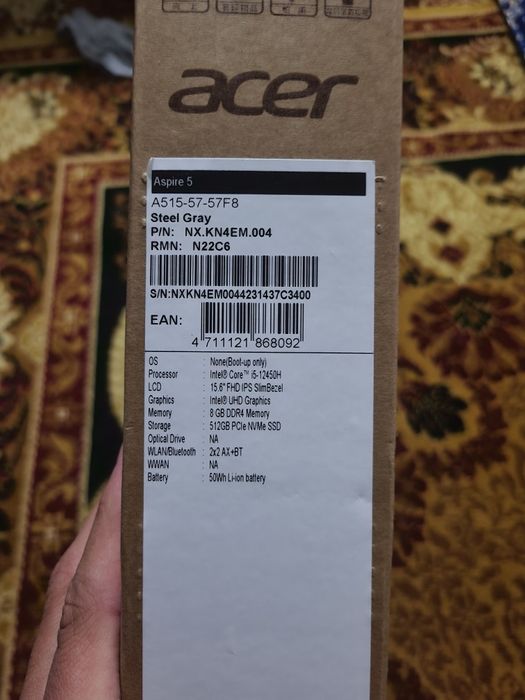 acer
Aspire 5
A515-57-57F8
Steel Gray
P/N: NX.KN4EM.004
RMN: N22C6
S/N:NXKN4EM0044231437C3400
EAN:
4 711121 868092
OS : None(Boot-up only)
Processor : Intel® Core™ i5-12450H
LCD : 15.6" FHD IPS SlimBezel
Graphics : Intel® UHD Graphics
Memory : 8 GB DDR4 Memory
Storage : 512GB PCIe NVMe SSD
Optical Drive : NA
WLAN/Bluetooth : 2x2 AX+BT
WWAN : NA
Battery : 50Wh Li-ion battery